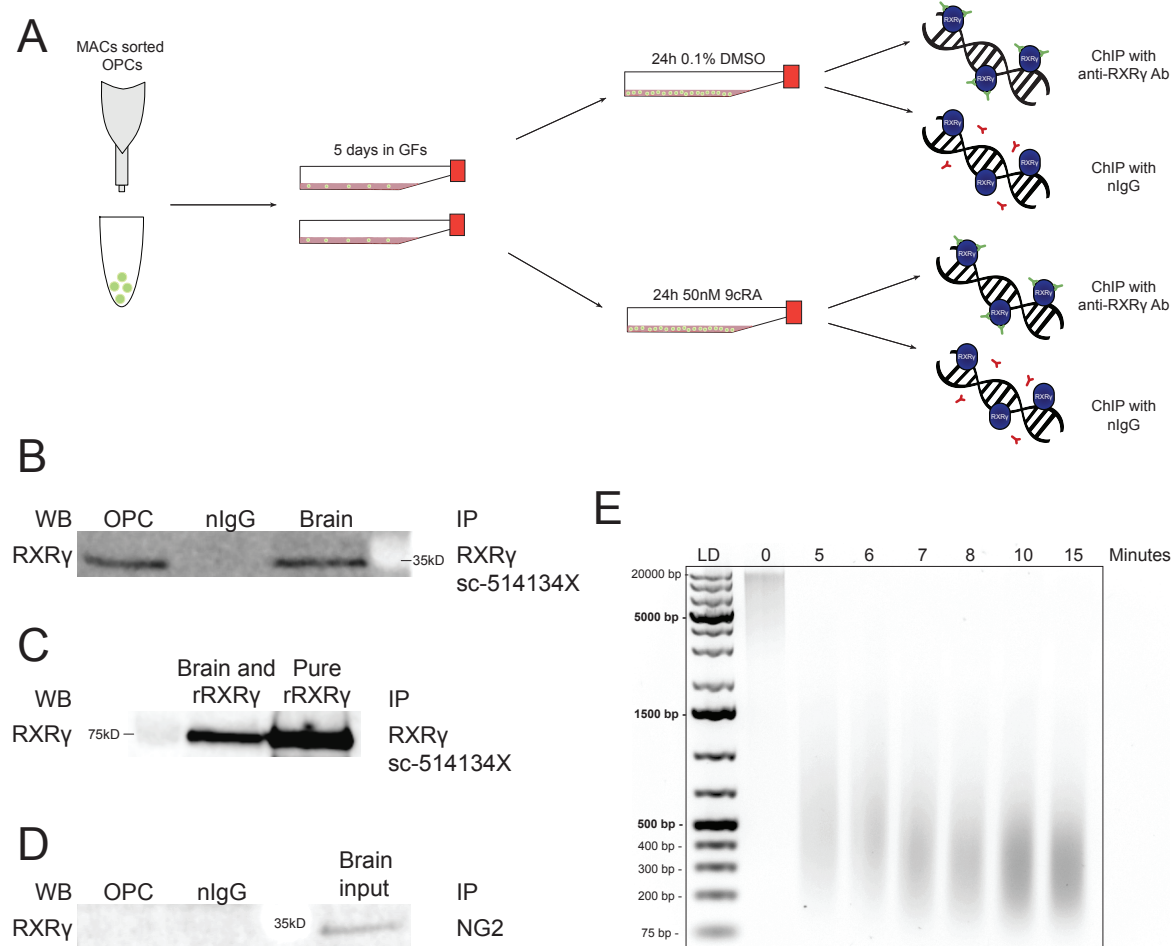 A
MACs sorted
OPCs
5 days in GFs
24h 0.1% DMSO
RXRγ
RXRγ
RXRγ
ChIP with
anti-RXRγ Ab
RXRγ
RXRγ
RXRγ
ChIP with
nIgG
24h 50nM 9cRA
RXRγ
RXRγ
RXRγ
ChIP with
anti-RXRγ Ab
RXRγ
RXRγ
RXRγ
ChIP with
nIgG
B
WB OPC nIgG Brain IP
RXRγ 35kD RXRγ
sc-514134X
C
Brain and Pure
WB rRXRγ rRXRγ IP
RXRγ 75kD RXRγ
sc-514134X
D
Brain
WB OPC nIgG input IP
RXRγ 35kD NG2
E
LD 0 5 6 7 8 10 15 Minutes
20000 bp -
5000 bp -
1500 bp -
500 bp -
400 bp -
300 bp -
200 bp -
75 bp -